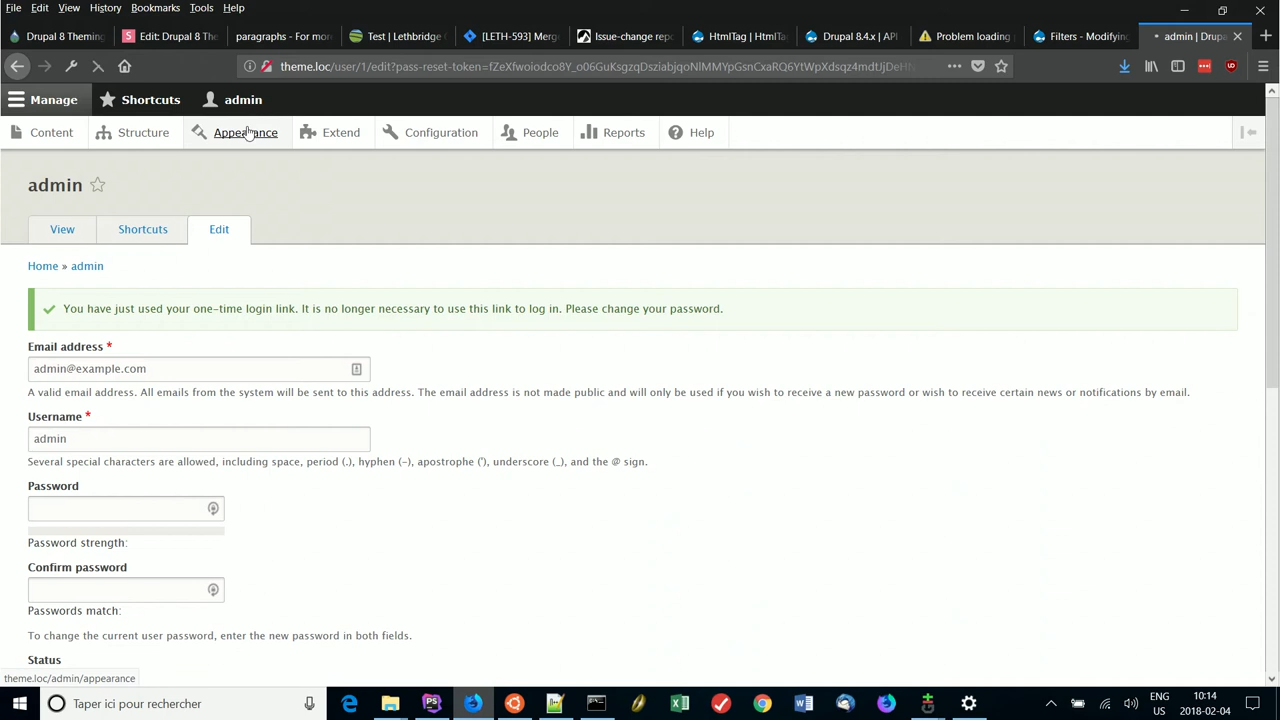 File Edit View History Bookmarks Tools Help
Drupal 8 Theming
Edit: Drupal 8 The
paragraphs - For mor
Test | Lethbridge
[LETH-593] Merg
Issue-change repo
HtmlTag | HtmlTa
Drupal 8.4.x | API
Problem loading
Filters - Modifying
admin | Drupa
theme.loc/user/1/edit?pass-reset-token=
Manage Shortcuts admin
Content Structure Appearance Extend Configuration People Reports Help
admin
View Shortcuts Edit
Home » admin
You have just used your one-time login link. It is no longer necessary to use this link to log in. Please change your password.
Email address *
admin@example.com
A valid email address. All emails from the system will be sent to this address. The email address is not made public and will only be used if you wish to receive a new password or wish to receive certain news or notifications by email.
Username *
admin
Several special characters are allowed, including space, period (.), hyphen (-), apostrophe ('), underscore (_), and the @ sign.
Password
Password strength:
Confirm password
Passwords match:
To change the current user password, enter the new password in both fields.
Status
theme.loc/admin/appearance
Taper ici pour rechercher
ENG 10:14
US 2018-02-04